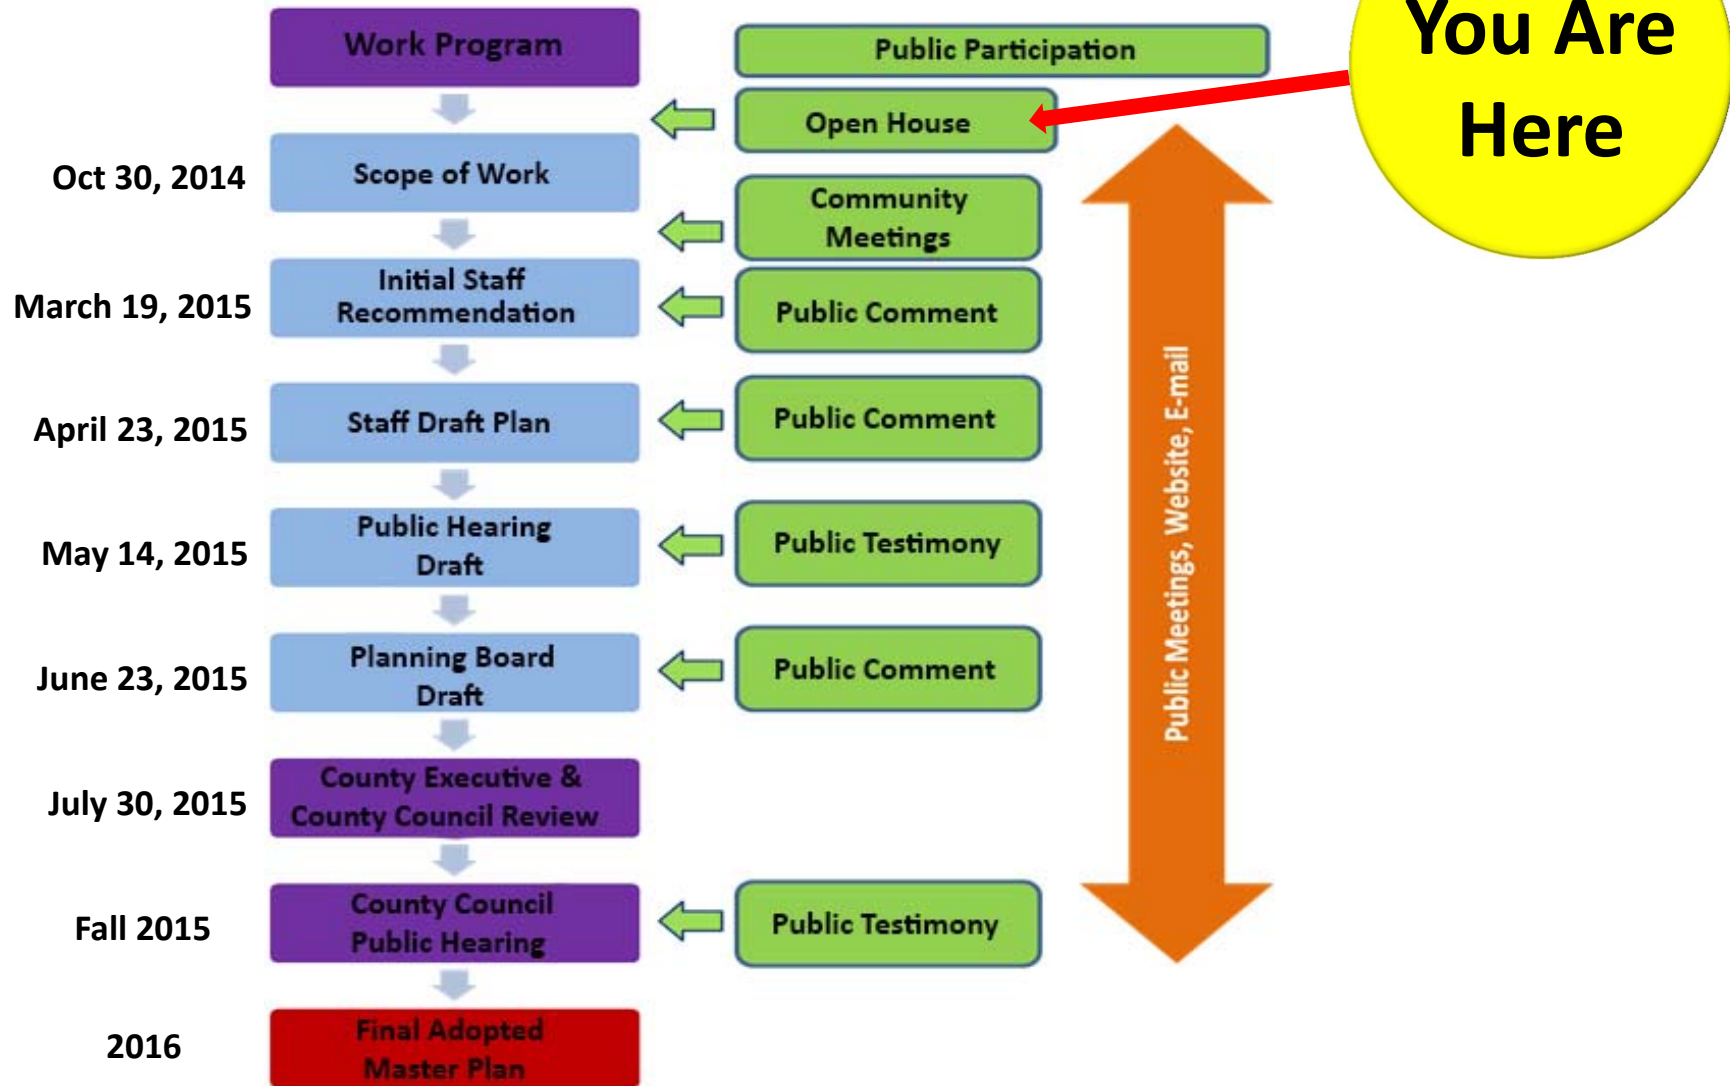 You Are
Here
Work Program
Public Participation
Open House
Oct 30, 2014
Scope of Work
Community
Meetings
March 19, 2015
Initial Staff
Recommendation
Public Comment
April 23, 2015
Staff Draft Plan
Public Comment
May 14, 2015
Public Hearing
Draft
Public Testimony
June 23, 2015
Planning Board
Draft
Public Comment
July 30, 2015
County Executive &
County Council Review
Fall 2015
County Council
Public Hearing
Public Testimony
2016
Final Adopted
Master Plan
Public Meetings, Website, E-mail